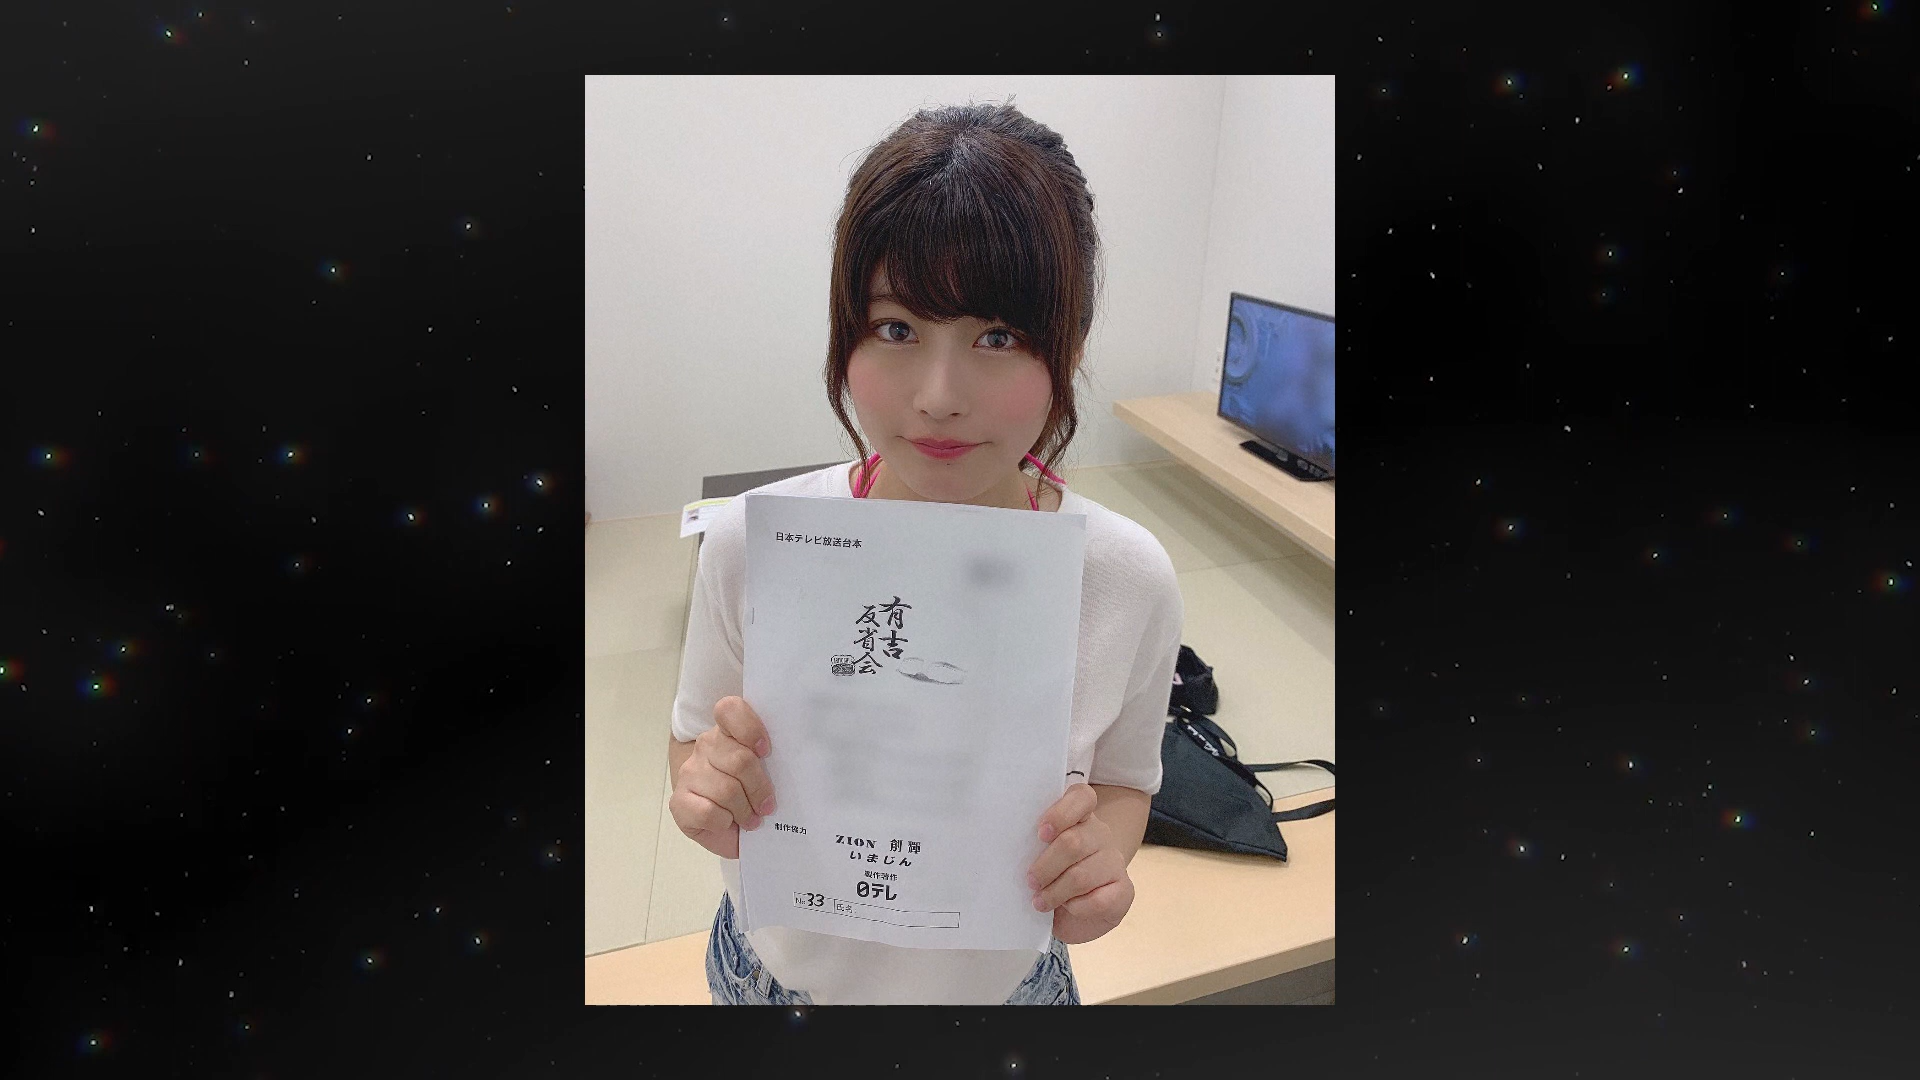 日本テレビ放送台本
有吉
反省会
制作協力
ZION 創輝
いまじん
製作著作
日テレ
No.33 氏名